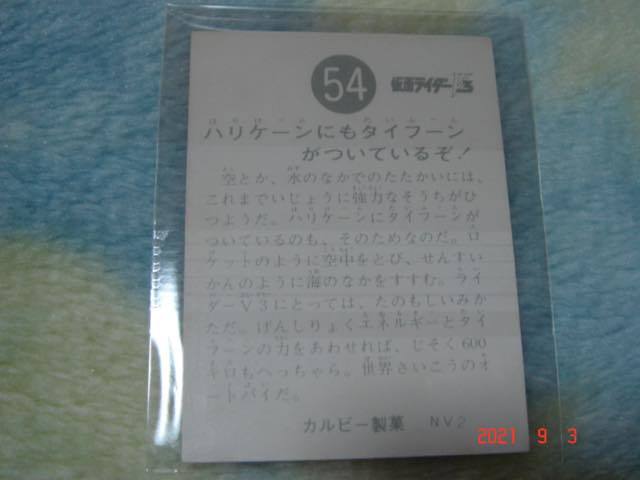 54
仮面ライダーV3
ハリケーンにもタイフーン
がついているぞ!
空とか、水のなかでのたたかいには、
これまでいじょうに強力なそうちがひ
つようだ。ハリケーンにタイフーンが
ついているのも、そのためなのだ。ロ
ケットのように空中をとび、せんすい
かんのように海のなかをすすむ。ライ
ダーV3にとっては、たのもしいみか
ただ。げんしりょくエネルギーとタイ
フーンの力をあわせれば、じそく600
キロもへっちゃら。世界さいこうのオ
ートバイだ。
カルビー製菓 NV2
2021 9 3